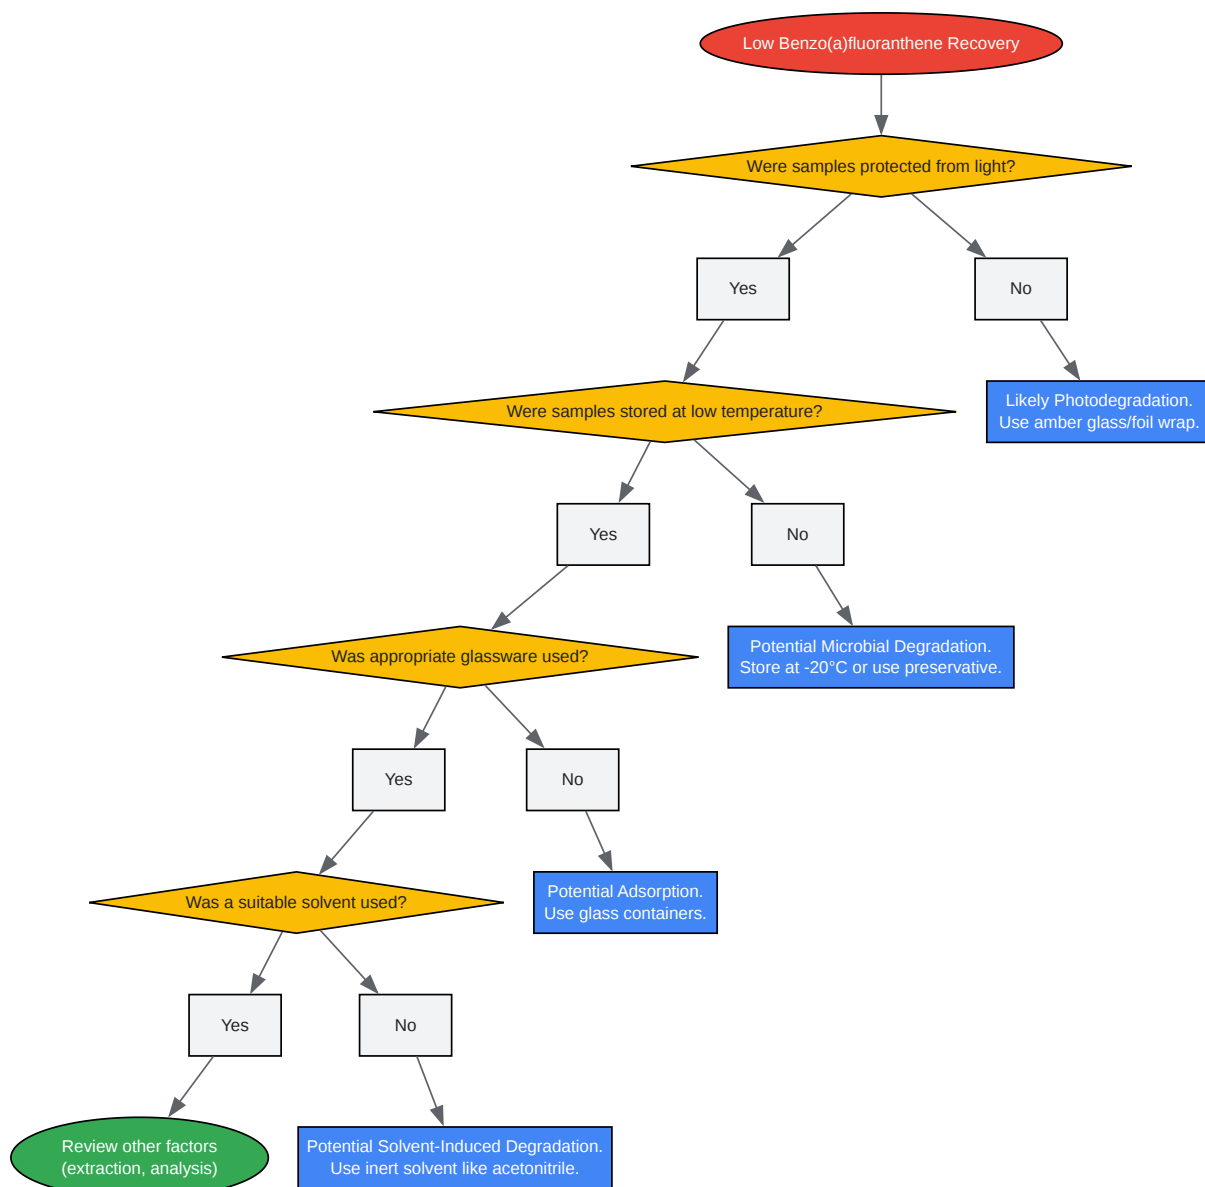 Low Benzo(a)fluoranthene Recovery
Were samples protected from light?
Yes
No
Were samples stored at low temperature?
Likely Photodegradation.
Use amber glass/foil wrap.
Yes
No
Was appropriate glassware used?
Potential Microbial Degradation.
Store at -20°C or use preservative.
Yes
No
Was a suitable solvent used?
Potential Adsorption.
Use glass containers.
Yes
No
Review other factors
(extraction, analysis)
Potential Solvent-Induced Degradation.
Use inert solvent like acetonitrile.